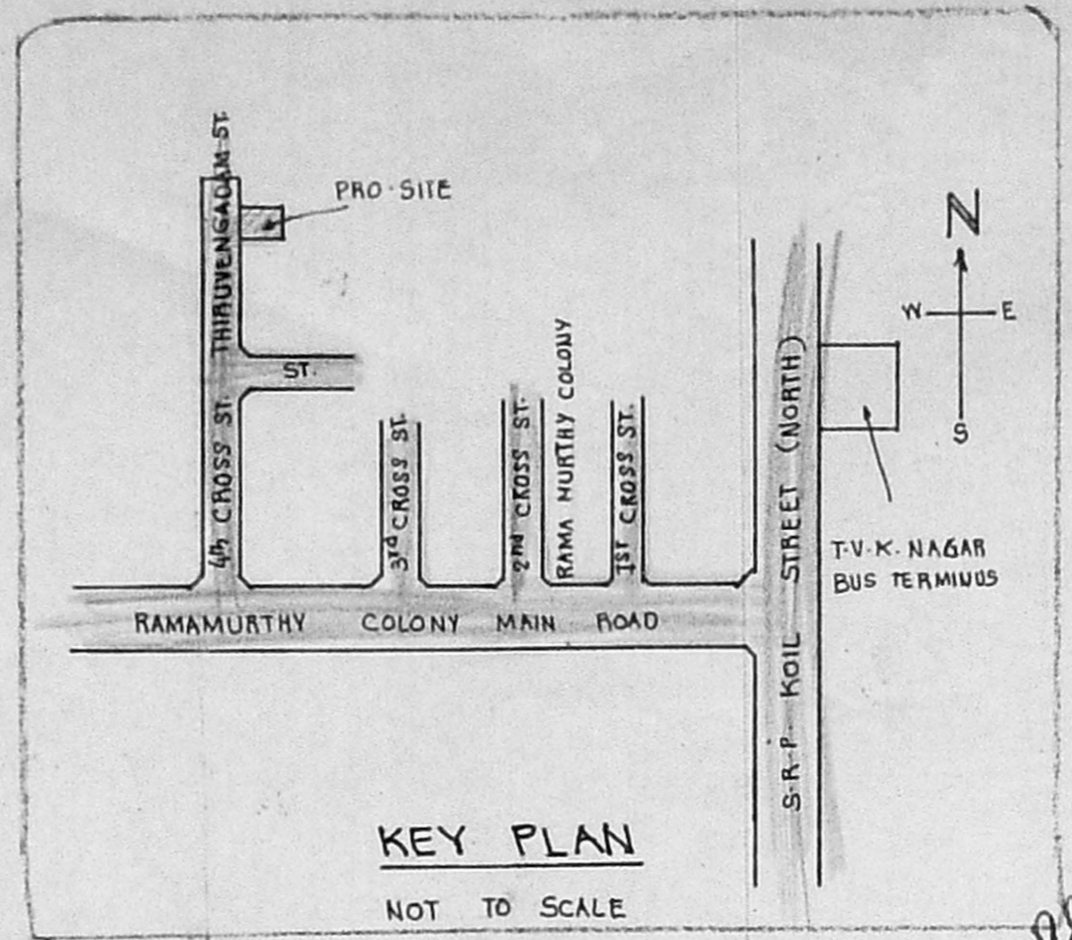 THIRUVENGADAM ST.
PRO·SITE
N
W E
S
ST.
4th CROSS ST.
3rd CROSS ST.
2nd CROSS ST.
RAMA MURTHY COLONY
1ST CROSS ST.
S·R·P· KOIL STREET (NORTH)
T·V·K· NAGAR
BUS TERMINUS
RAMAMURTHY COLONY MAIN ROAD
KEY PLAN
NOT TO SCALE